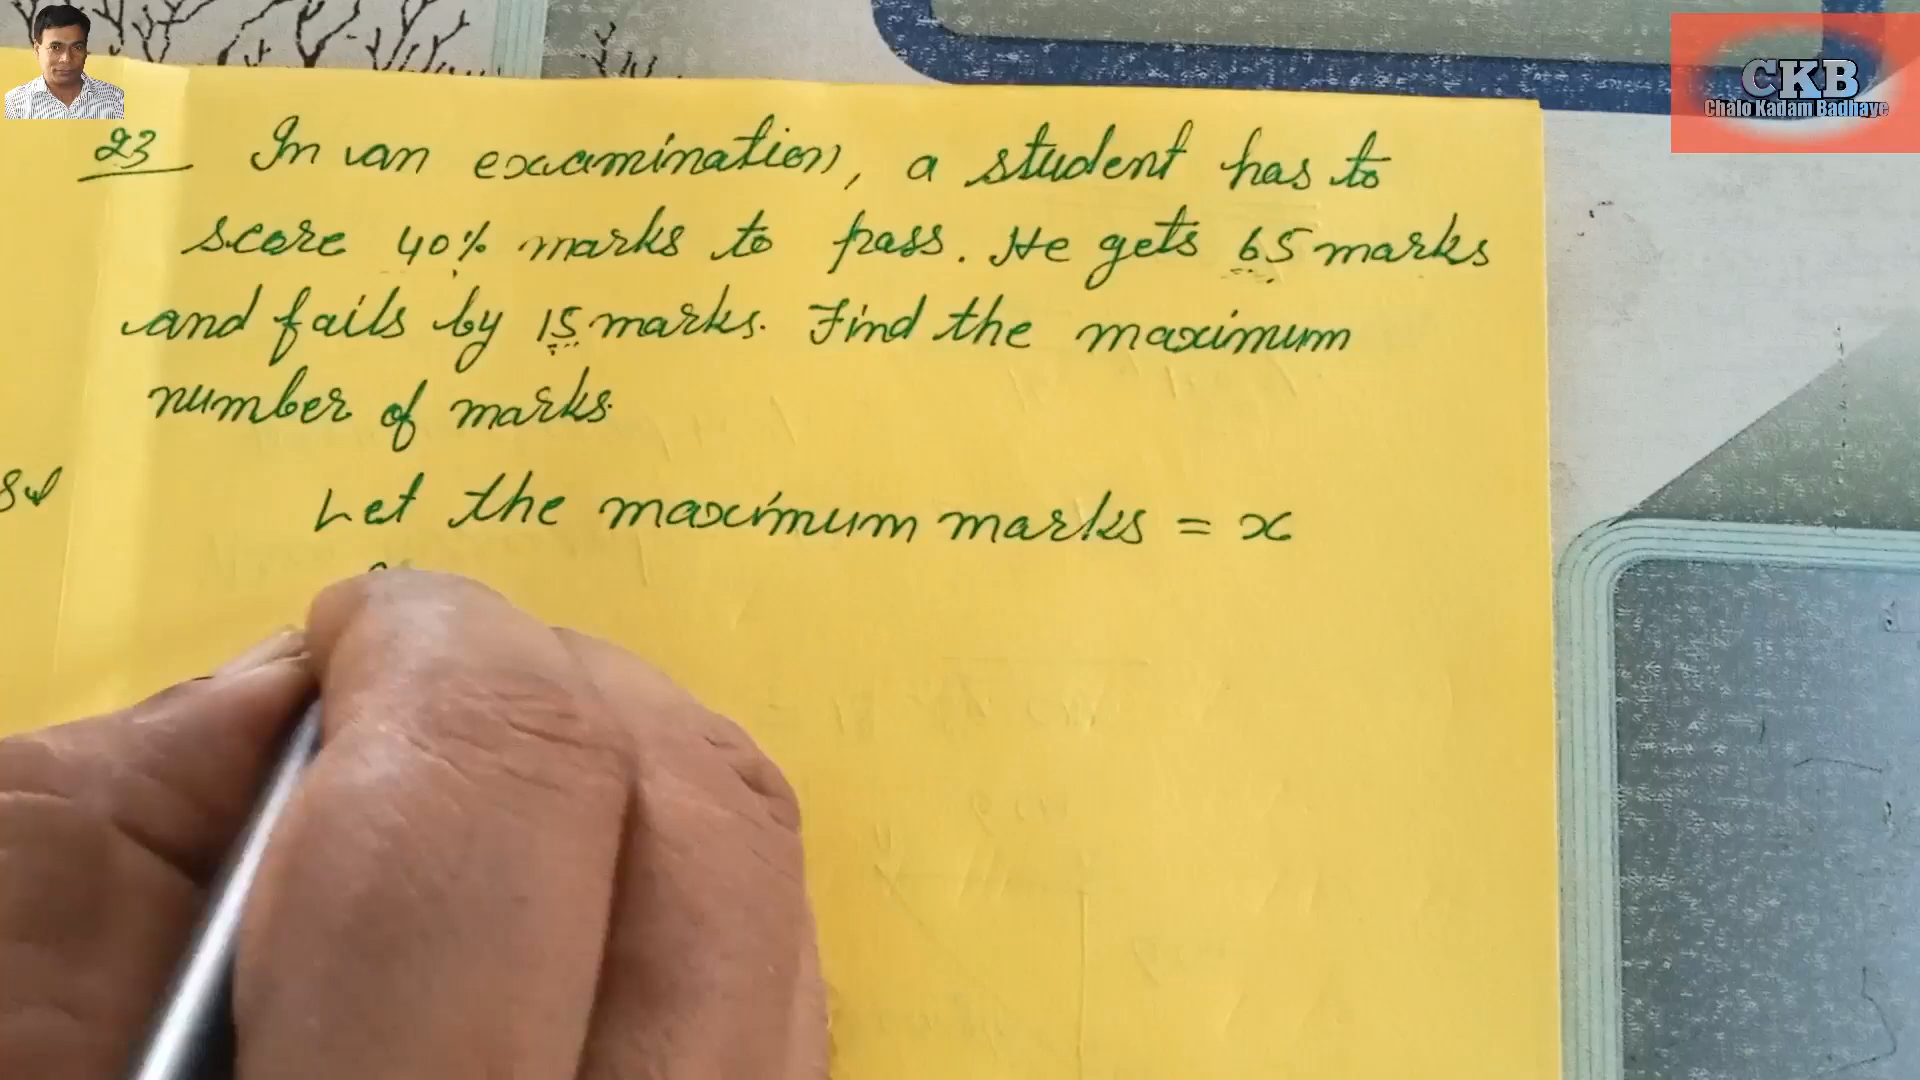 CKB
Chalo Kadam Badhaye
23 In an examination, a student has to
score 40% marks to pass. He gets 65 marks
and fails by 15 marks. Find the maximum
number of marks.
Sol
Let the maximum marks = x